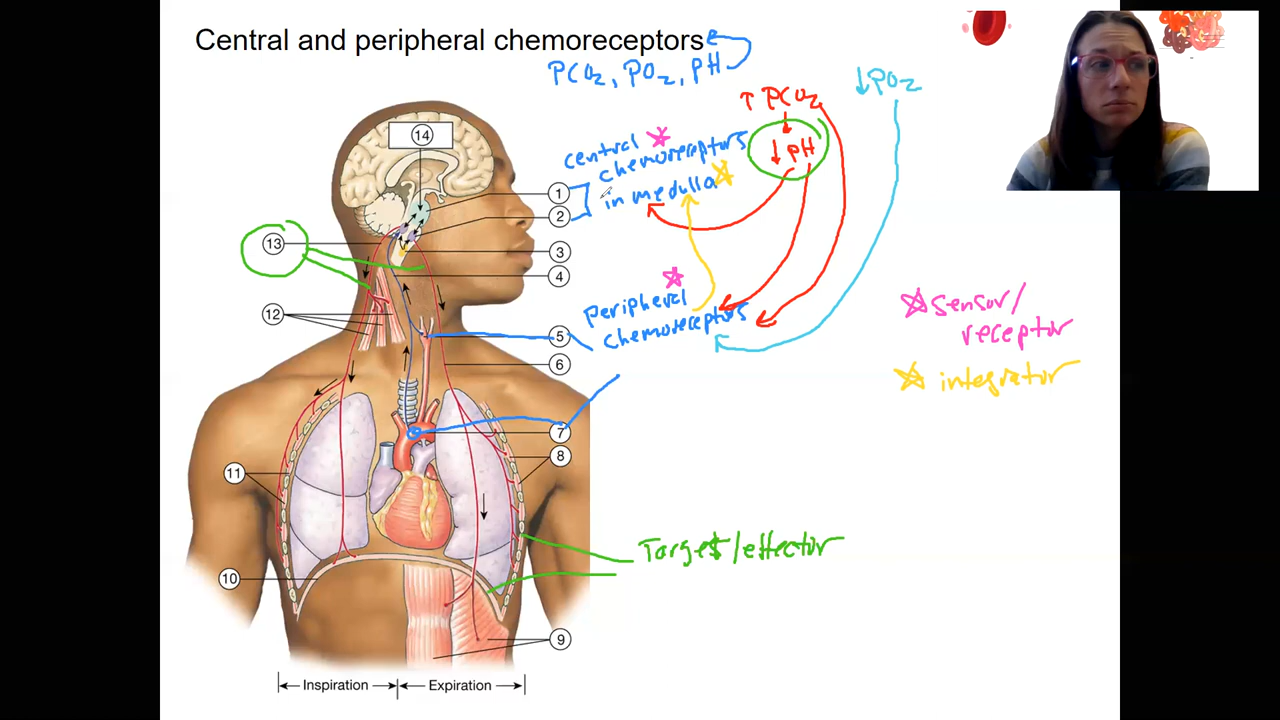 Central and peripheral chemoreceptors
PCO₂, PO₂, PH
↑ PCO₂
↓ PO₂
↓ PH
central
chemoreceptors
in medulla
14
1
2
3
4
13
12
5
6
7
8
11
10
9
peripheral
chemoreceptors
sensor/
receptor
integrator
Target/effector
Inspiration
Expiration